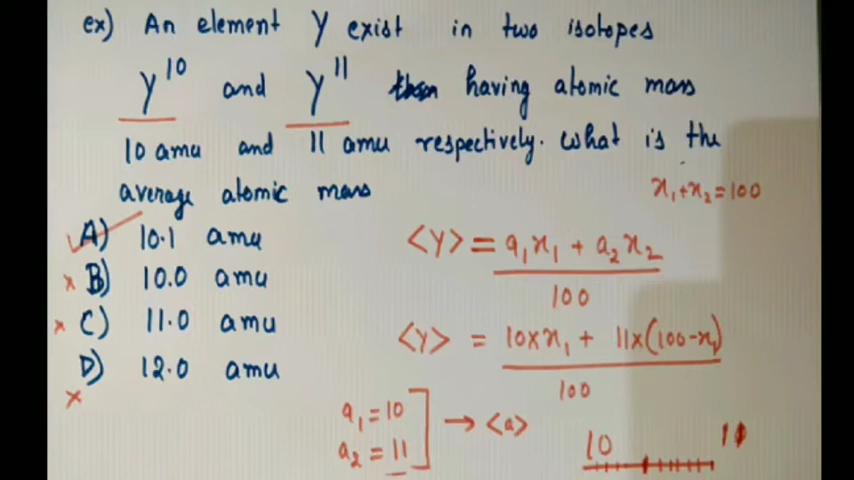 ex) An element Y exist in two isotopes
Y¹⁰ and Y¹¹ having atomic mass
10 amu and 11 amu respectively. What is the
average atomic mass
x₁+x₂=100
A) 10.1 amu
B) 10.0 amu
C) 11.0 amu
D) 12.0 amu
<Y> = a₁x₁ + a₂x₂
100
<Y> = 10×x₁ + 11×(100-x₁)
100
a₁=10
a₂=11
→ <a>
10